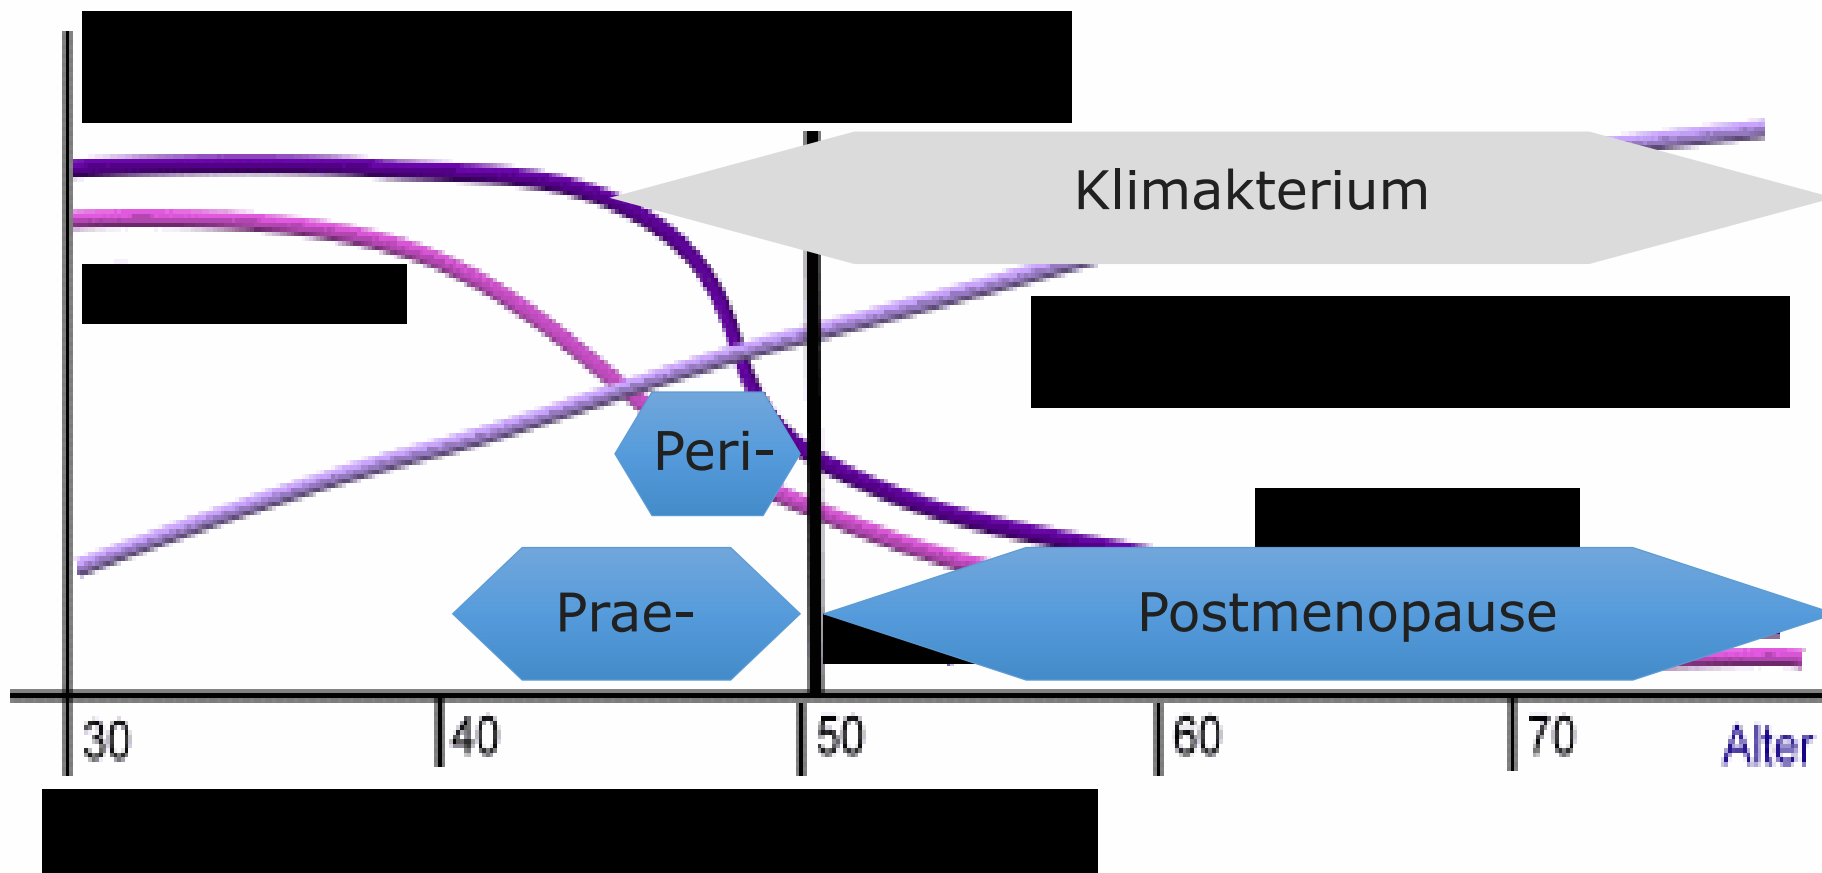 Klimakterium
Peri-
Prae-
Postmenopause
30
40
50
60
70
Alter